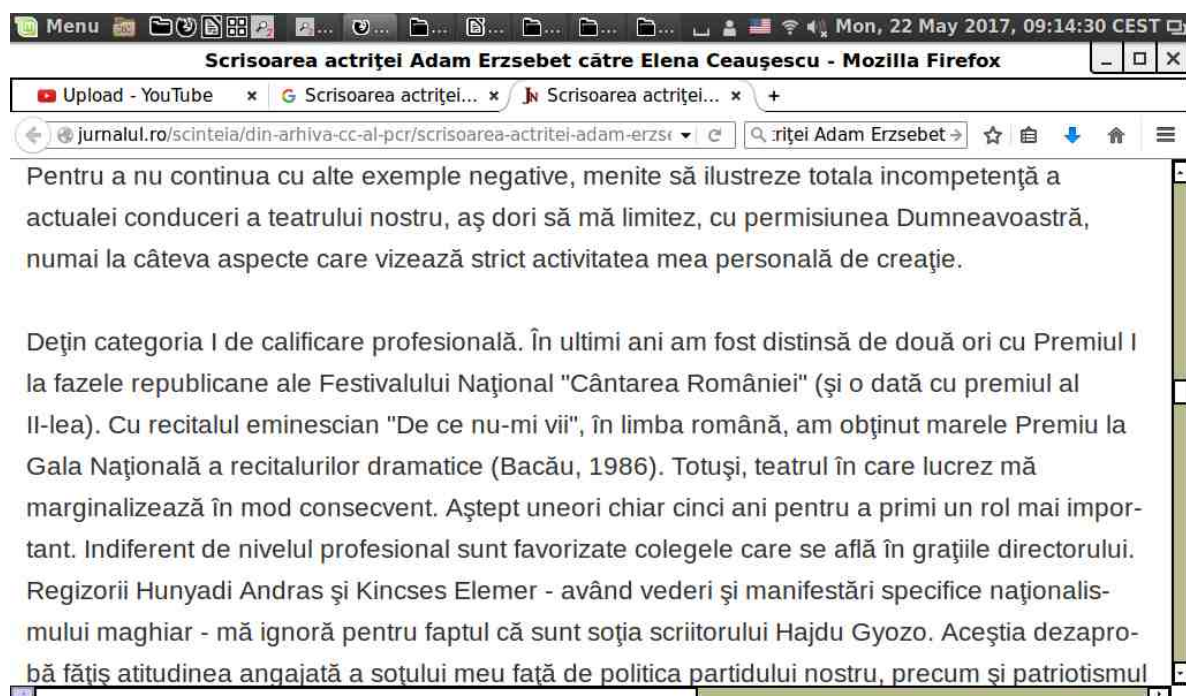 Menu P... ... ... ... ... ... ... Mon, 22 May 2017, 09:14:30 CEST
Scrisoarea actriţei Adam Erzsebet către Elena Ceauşescu - Mozilla Firefox
Upload - YouTube × G Scrisoarea actriţei... × JN Scrisoarea actriţei... × +
jurnalul.ro/scinteia/din-arhiva-cc-al-pcr/scrisoarea-actritei-adam-erzse riţei Adam Erzsebet
Pentru a nu continua cu alte exemple negative, menite să ilustreze totala incompetenţă a
actualei conduceri a teatrului nostru, aş dori să mă limitez, cu permisiunea Dumneavoastră,
numai la câteva aspecte care vizează strict activitatea mea personală de creaţie.
Deţin categoria I de calificare profesională. În ultimi ani am fost distinsă de două ori cu Premiul I
la fazele republicane ale Festivalului Naţional "Cântarea României" (şi o dată cu premiul al
II-lea). Cu recitalul eminescian "De ce nu-mi vii", în limba română, am obţinut marele Premiu la
Gala Naţională a recitalurilor dramatice (Bacău, 1986). Totuşi, teatrul în care lucrez mă
marginalizează în mod consecvent. Aştept uneori chiar cinci ani pentru a primi un rol mai impor-
tant. Indiferent de nivelul profesional sunt favorizate colegele care se află în graţiile directorului.
Regizorii Hunyadi Andras şi Kincses Elemer - având vederi şi manifestări specifice naţionalis-
mului maghiar - mă ignoră pentru faptul că sunt soţia scriitorului Hajdu Gyozo. Aceştia dezapro-
bă făţiş atitudinea angajată a soţului meu faţă de politica partidului nostru, precum şi patriotismul